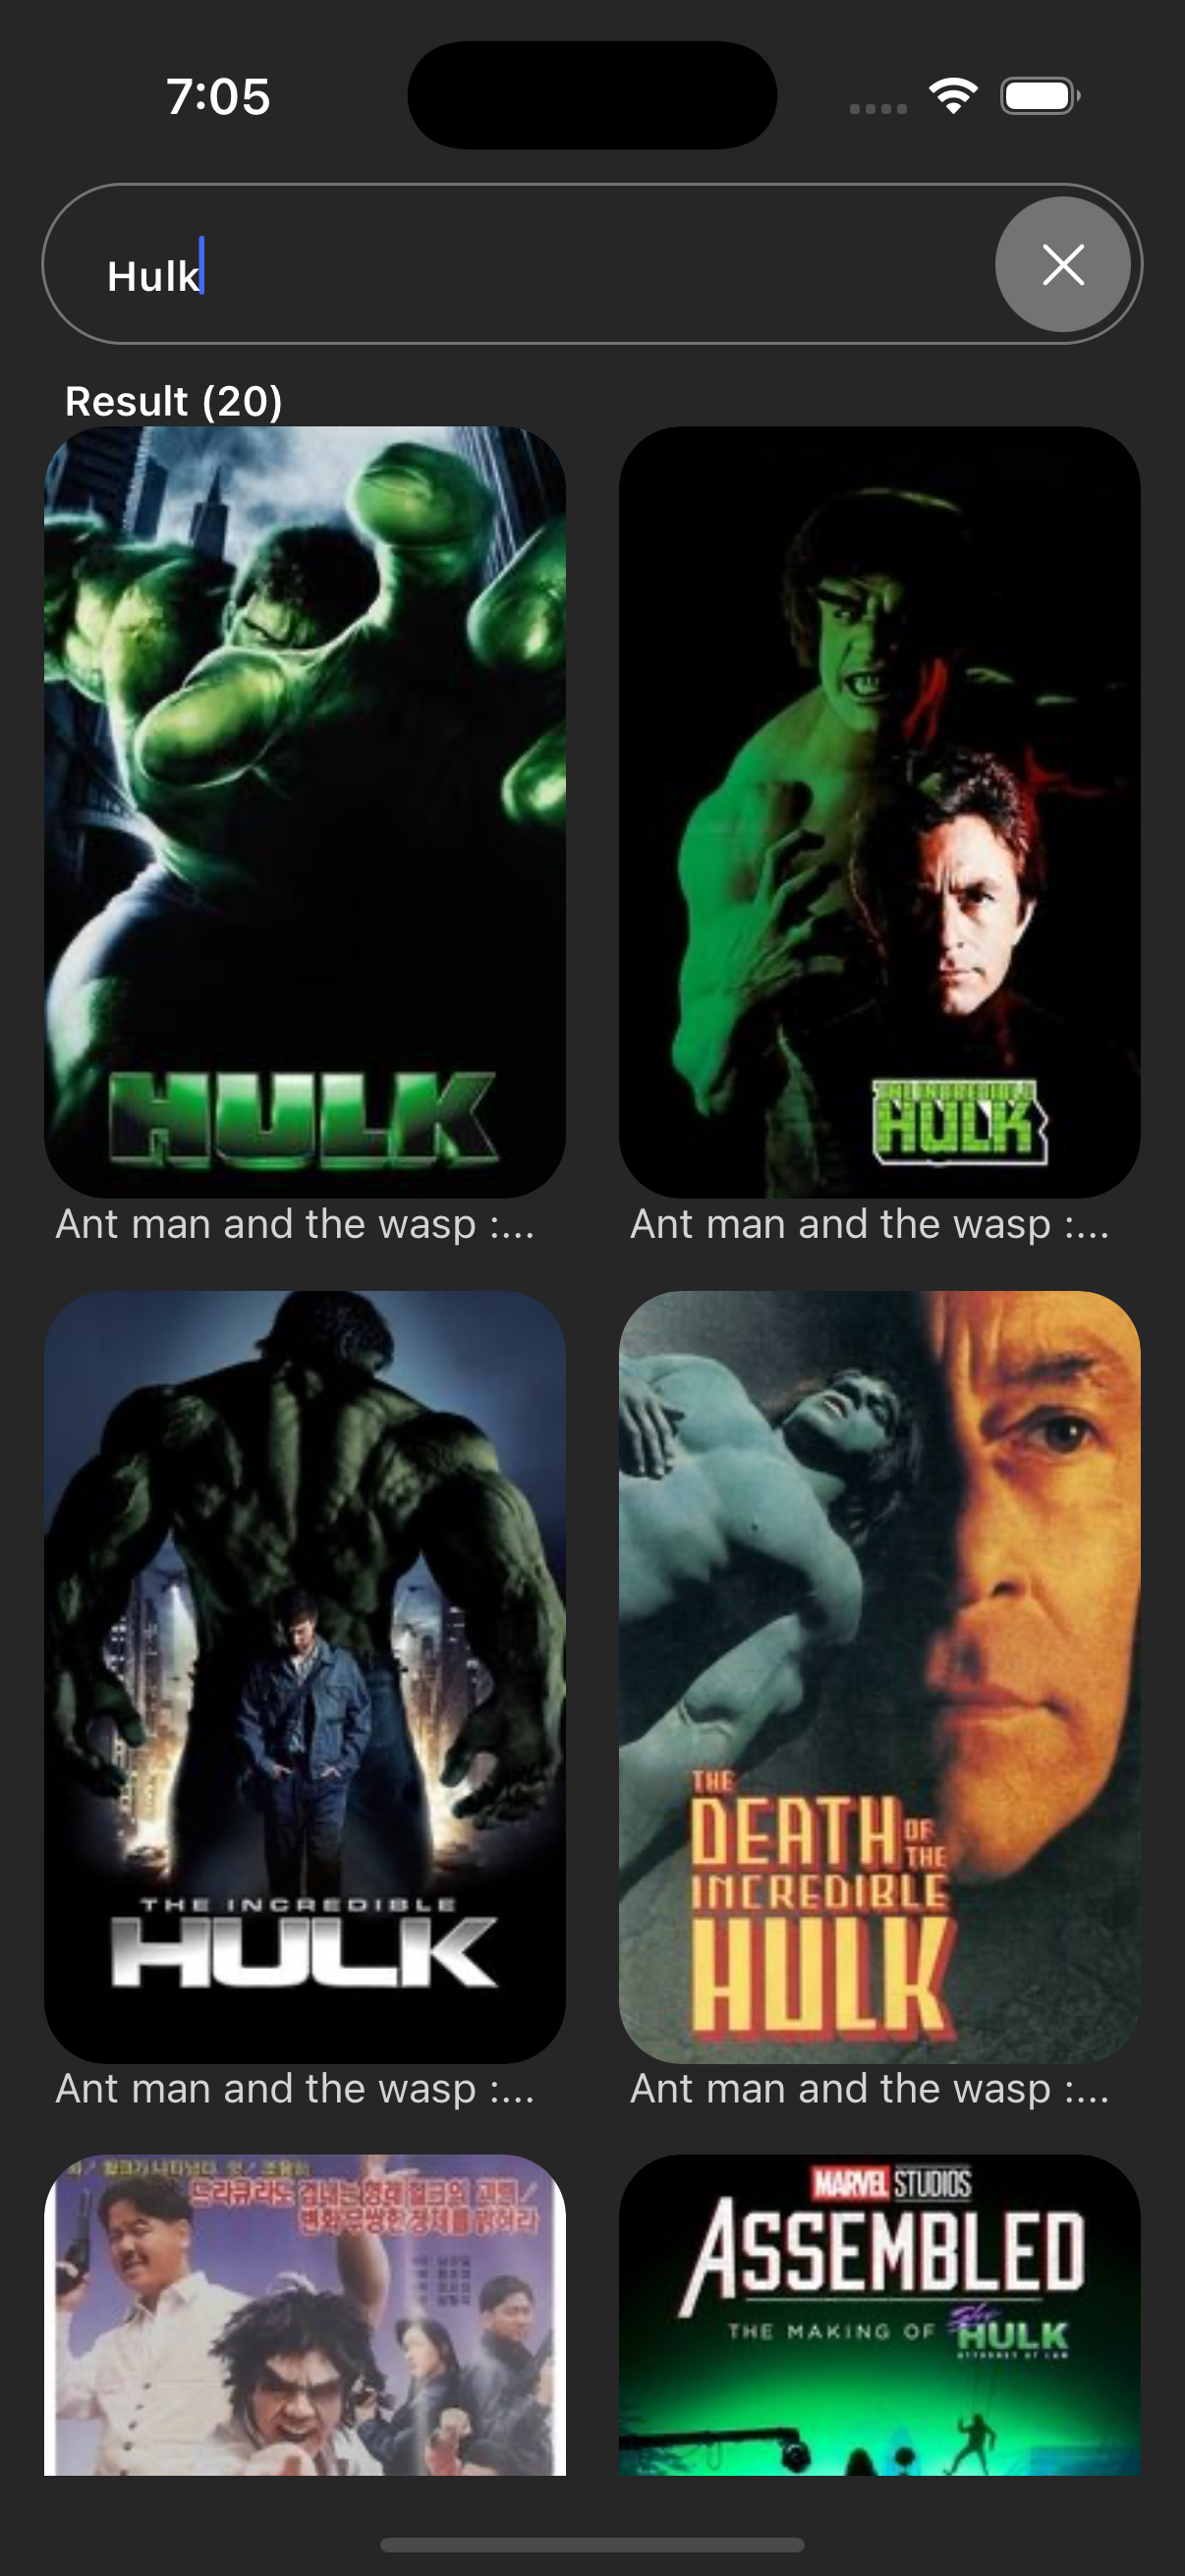 7:05
Hulk
Result (20)
HULK
THE INCREDIBLE
HULK
Ant man and the wasp :...
Ant man and the wasp :...
THE INCREDIBLE
HULK
THE
DEATH OF
THE
INCREDIBLE
HULK
Ant man and the wasp :...
Ant man and the wasp :...
MARVEL STUDIOS
ASSEMBLED
THE MAKING OF She
HULK
ATTORNEY AT LAW